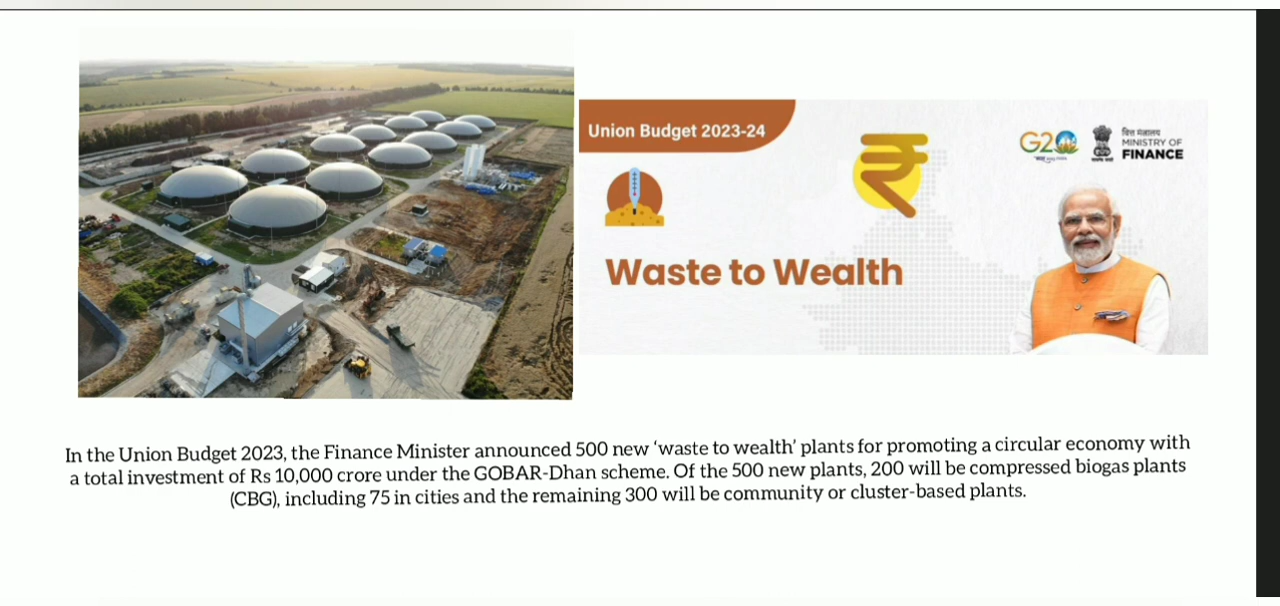 Union Budget 2023-24
G20
वित्त मंत्रालय
MINISTRY OF
FINANCE
Waste to Wealth
In the Union Budget 2023, the Finance Minister announced 500 new ‘waste to wealth’ plants for promoting a circular economy with
a total investment of Rs 10,000 crore under the GOBAR-Dhan scheme. Of the 500 new plants, 200 will be compressed biogas plants
(CBG), including 75 in cities and the remaining 300 will be community or cluster-based plants.